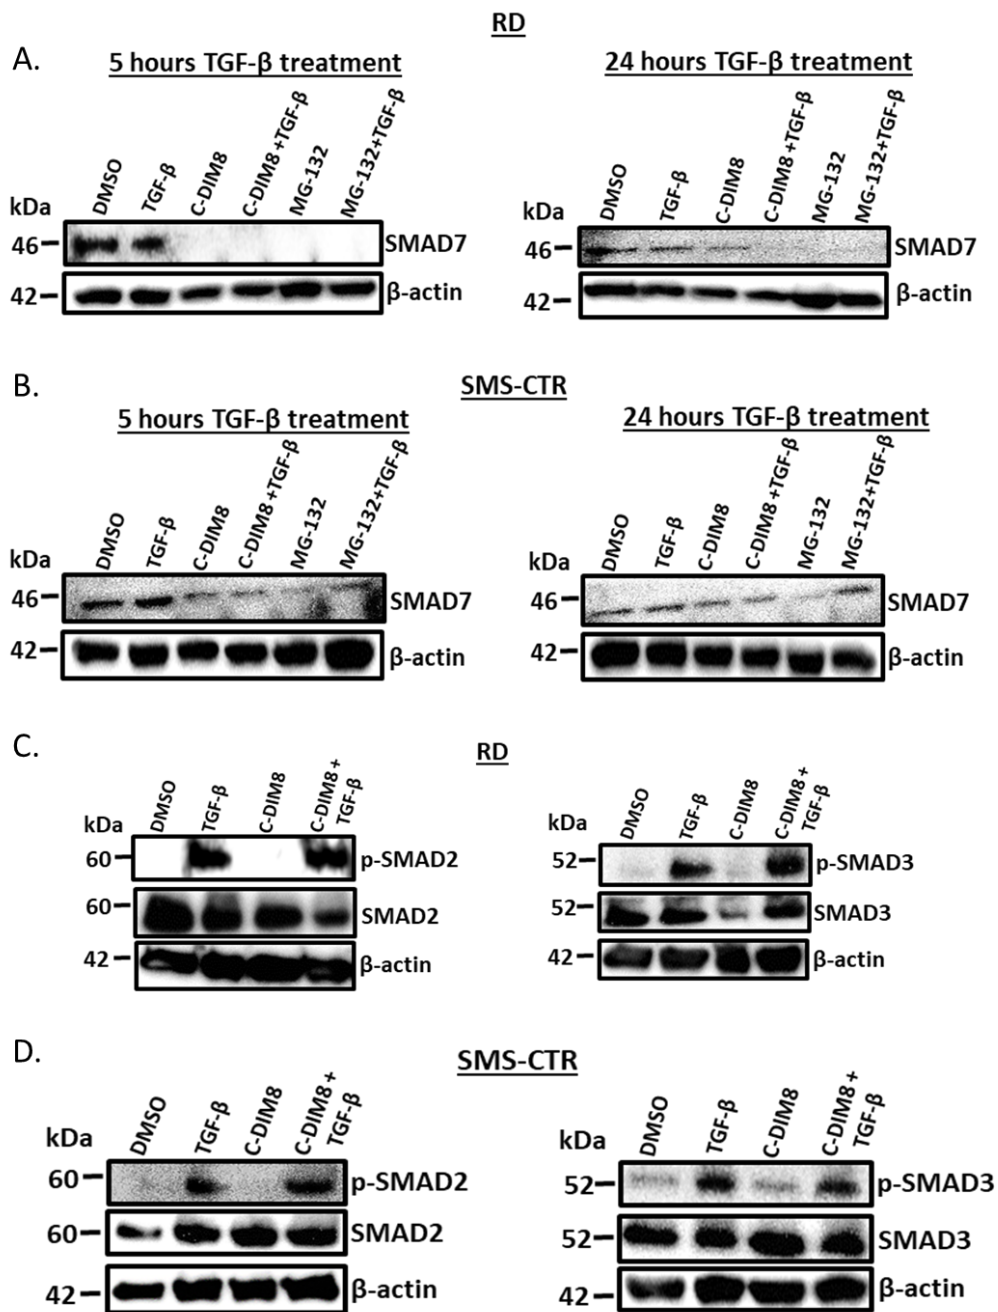 RD
A.
5 hours TGF-β treatment
24 hours TGF-β treatment
DMSO
TGF-β
C-DIM8
C-DIM8+TGF-β
MG-132
MG-132+TGF-β
DMSO
TGF-β
C-DIM8
C-DIM8+TGF-β
MG-132
MG-132+TGF-β
kDa
kDa
46
SMAD7
46
SMAD7
42
β-actin
42
β-actin
B.
SMS-CTR
5 hours TGF-β treatment
24 hours TGF-β treatment
DMSO
TGF-β
C-DIM8
C-DIM8+TGF-β
MG-132
MG-132+TGF-β
DMSO
TGF-β
C-DIM8
C-DIM8+TGF-β
MG-132
MG-132+TGF-β
kDa
kDa
46
SMAD7
46
SMAD7
42
β-actin
42
β-actin
C.
RD
DMSO
TGF-β
C-DIM8
C-DIM8+
TGF-β
DMSO
TGF-β
C-DIM8
C-DIM8+
TGF-β
kDa
kDa
60
p-SMAD2
52
p-SMAD3
60
SMAD2
52
SMAD3
42
β-actin
42
β-actin
D.
SMS-CTR
DMSO
TGF-β
C-DIM8
C-DIM8+
TGF-β
DMSO
TGF-β
C-DIM8
C-DIM8+
TGF-β
kDa
kDa
60
p-SMAD2
52
p-SMAD3
60
SMAD2
52
SMAD3
42
β-actin
42
β-actin